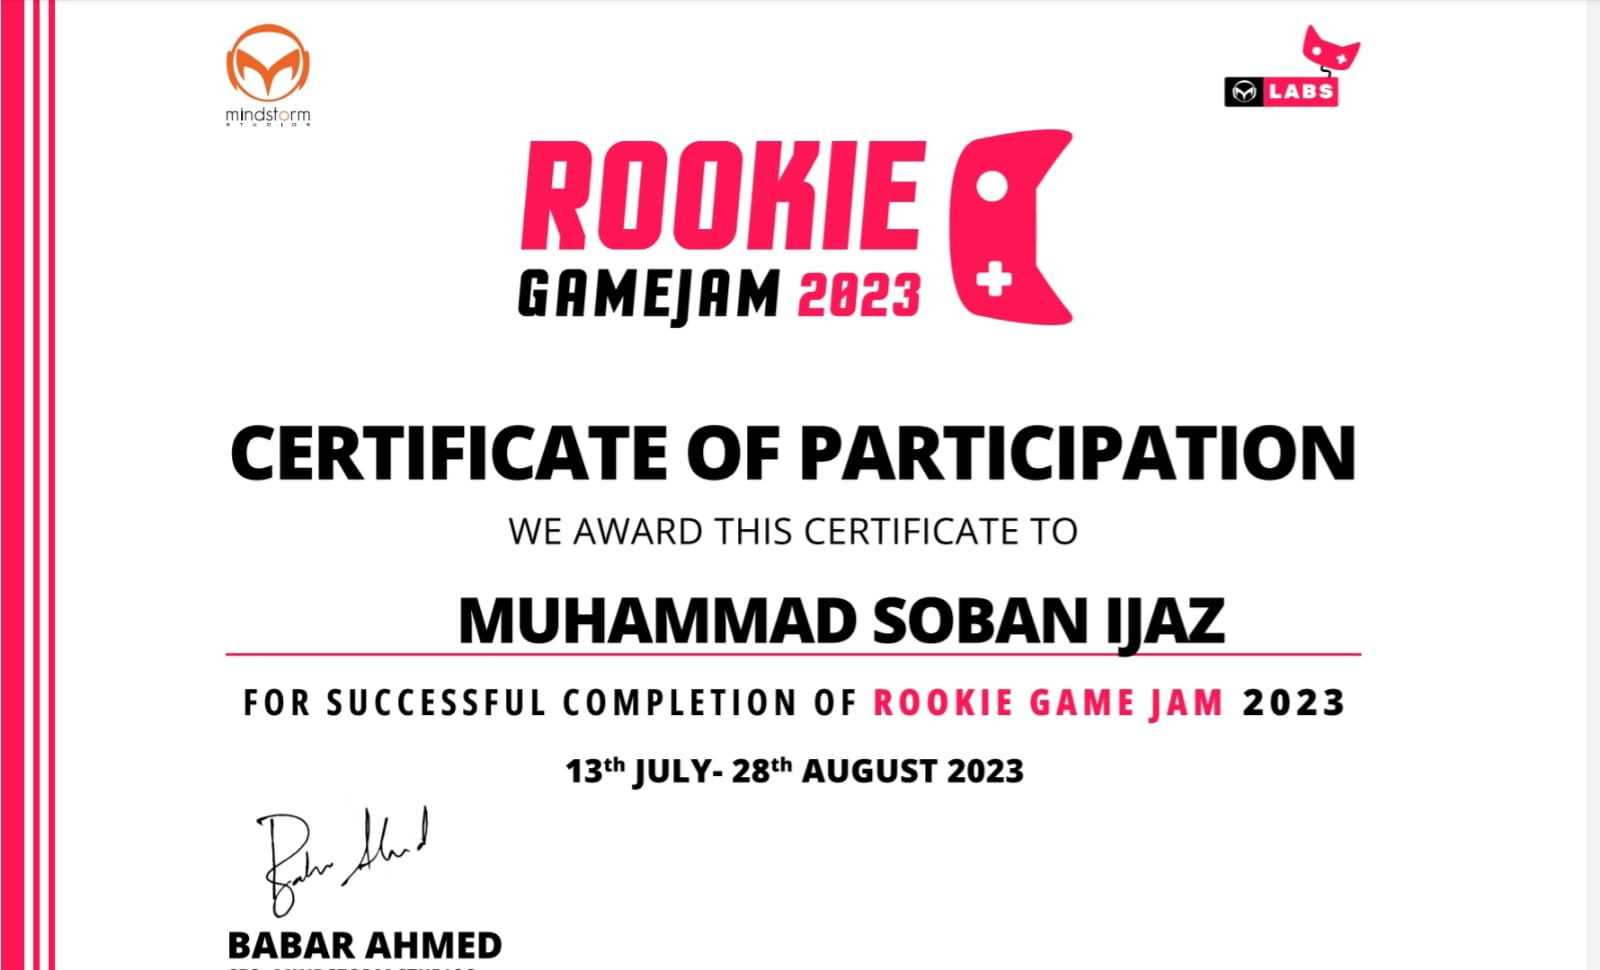 mindstorm
STUDIOS
LABS
ROOKIE
GAMEJAM 2023
CERTIFICATE OF PARTICIPATION
WE AWARD THIS CERTIFICATE TO
MUHAMMAD SOBAN IJAZ
FOR SUCCESSFUL COMPLETION OF ROOKIE GAME JAM 2023
13th JULY- 28th AUGUST 2023
BABAR AHMED